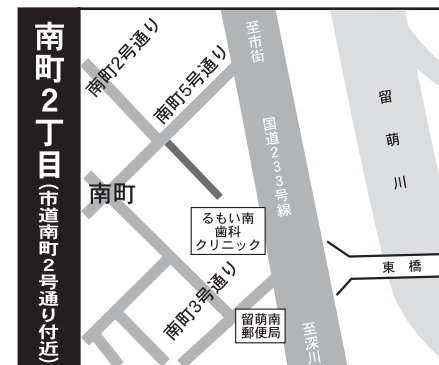 南町2丁目(市道南町2号通り付近)
南町2号通り
南町5号通り
至市街
国道233号線
留萌川
南町
るもい南
歯科
クリニック
東橋
南町3号通り
留萌南
郵便局
至深川